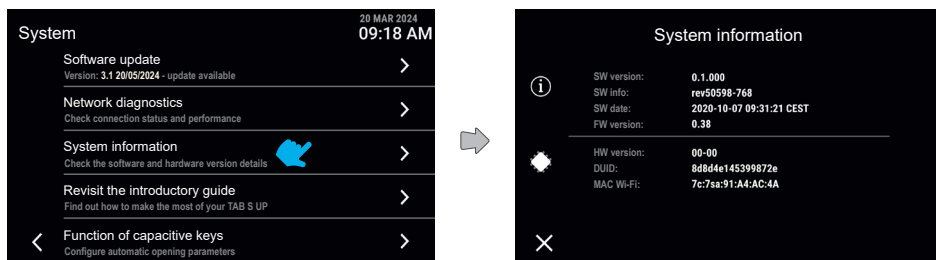 20 MAR 2024
System
09:18 AM
Software update
Version: 3.1 20/05/2024 - update available
Network diagnostics
Check connection status and performance
System information
Check the software and hardware version details
Revisit the introductory guide
Find out how to make the most of your TAB S UP
Function of capacitive keys
Configure automatic opening parameters
System information
SW version: 0.1.000
SW info: rev50598-768
SW date: 2020-10-07 09:31:21 CEST
FW version: 0.38
HW version: 00-00
DUID: 8d8d4e145399872e
MAC Wi-Fi: 7c:7sa:91:A4:AC:4A